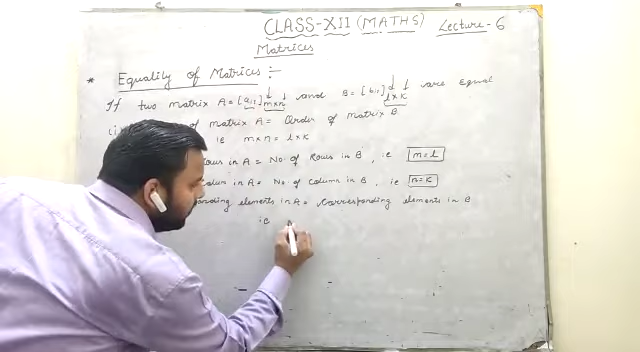 CLASS-XII (MATHS) Lecture-6
Matrices
* Equality of Matrices :-
If two matrix A = [aij]m×n and B = [bij]l×k are equal
of matrix A = Order of matrix B
ie m×n = l×k
Rows in A = No of Rows in B, ie m=l
Column in A = No of Column in B, ie n=k
onding elements in A = Corresponding elements in B
ie